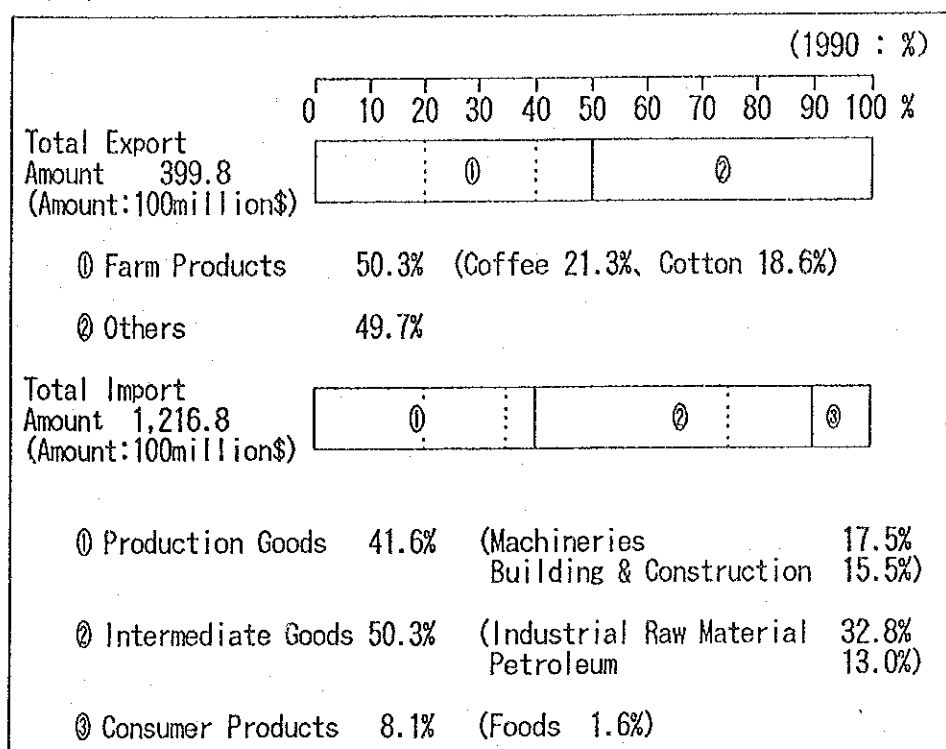 (1990 : %)
0 10 20 30 40 50 60 70 80 90 100 %
Total Export
Amount 399.8
(Amount:100million$)
① ②
① Farm Products 50.3% (Coffee 21.3%、Cotton 18.6%)
② Others 49.7%
Total Import
Amount 1,216.8
(Amount:100million$)
① ② ③
① Production Goods 41.6% (Machineries 17.5%
Building & Construction 15.5%)
② Intermediate Goods 50.3% (Industrial Raw Material 32.8%
Petroleum 13.0%)
③ Consumer Products 8.1% (Foods 1.6%)